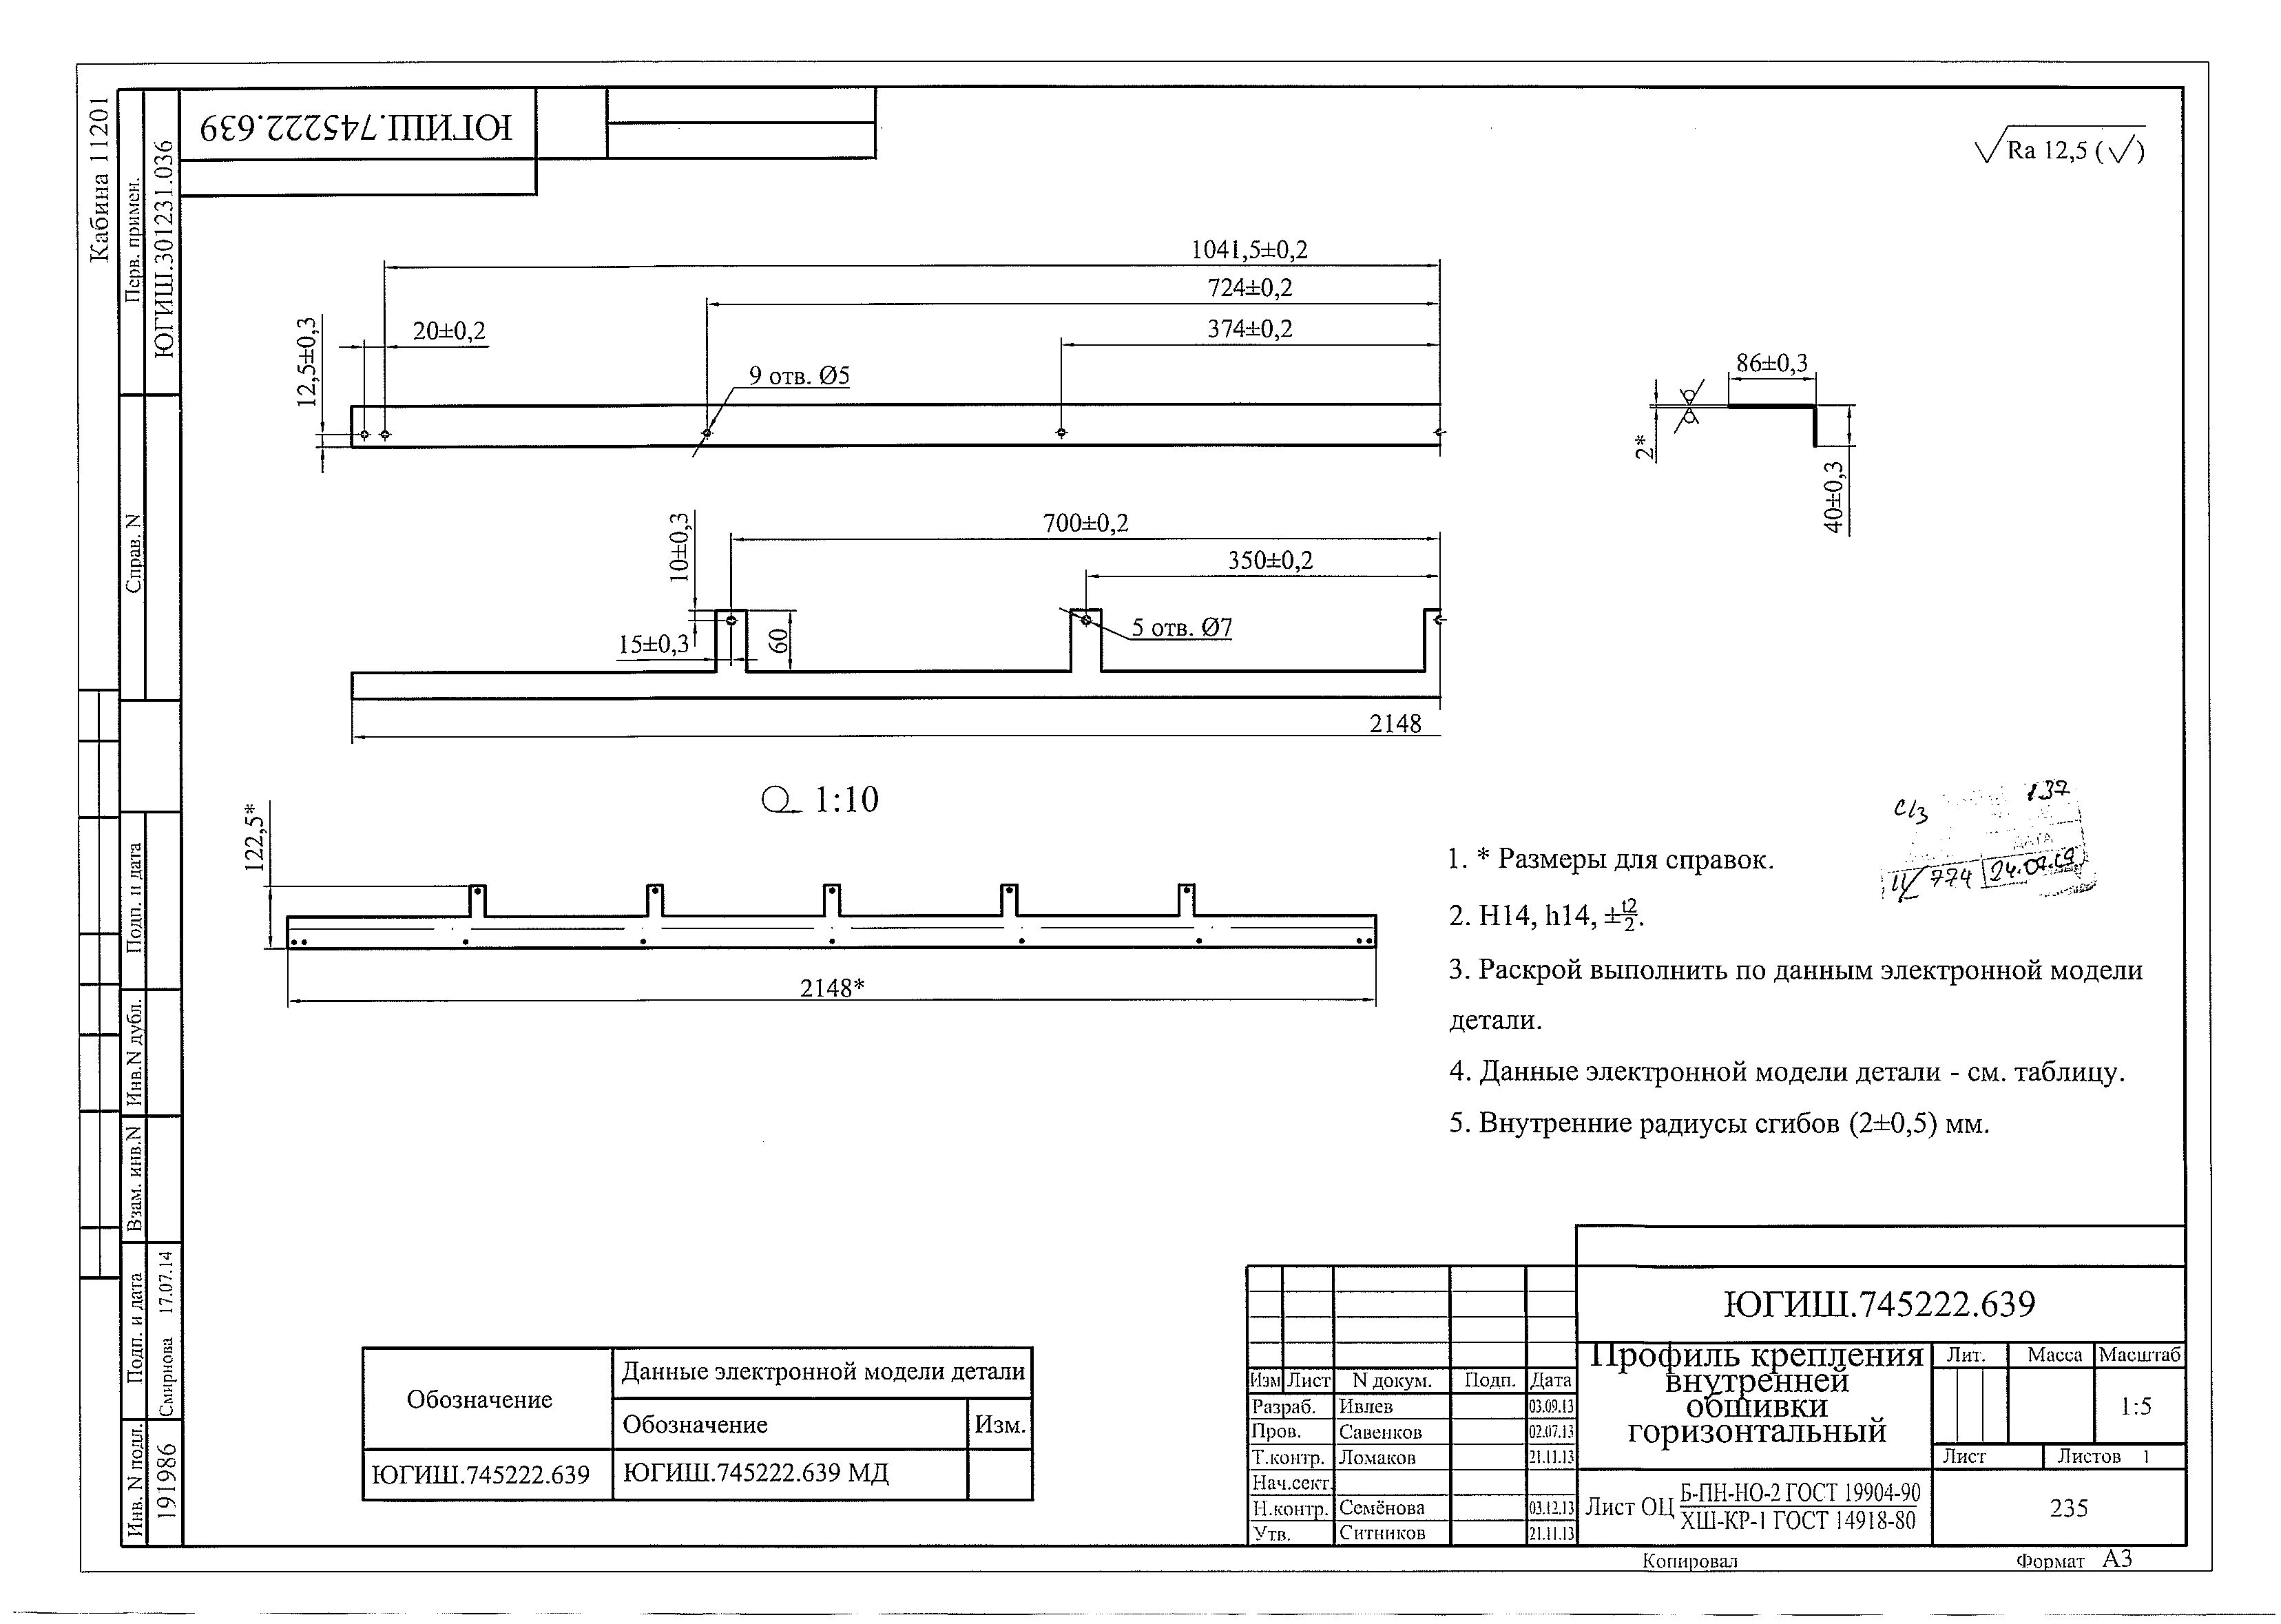 Кабина 11201
Перв. примен.
ЮГИШ.301231.036
Справ. N
Подп. и дата
Инв.N дубл.
Взам. инв.N
Подп. и дата
Смирнова 17.07.14
Инв. N подл.
191986
ЮГИШ.745222.639
Ra 12,5 (√)
1041,5±0,2
724±0,2
374±0,2
20±0,2
12,5±0,3
9 отв. Ø5
86±0,3
2*
40±0,3
700±0,2
350±0,2
10±0,3
15±0,3
60
5 отв. Ø7
2148
1:10
122,5*
2148*
137
ДАТА
774 24.09.19
1. * Размеры для справок.
2. H14, h14, ±t2/2.
3. Раскрой выполнить по данным электронной модели
детали.
4. Данные электронной модели детали - см. таблицу.
5. Внутренние радиусы сгибов (2±0,5) мм.
Обозначение
Данные электронной модели детали
Обозначение Изм.
ЮГИШ.745222.639 ЮГИШ.745222.639 МД
ЮГИШ.745222.639
Профиль крепления
внутренней
обшивки
горизонтальный
Лит. Масса Масштаб
1:5
Лист Листов 1
Изм Лист N докум. Подп. Дата
Разраб. Ивлев 03.09.13
Пров. Савенков 02.07.13
Т.контр. Ломаков 21.11.13
Нач.сект.
Н.контр. Семёнова 03.12.13
Утв. Ситников 21.11.13
Лист ОЦ Б-ПН-НО-2 ГОСТ 19904-90
ХШ-КР-1 ГОСТ 14918-80
235
Копировал Формат А3